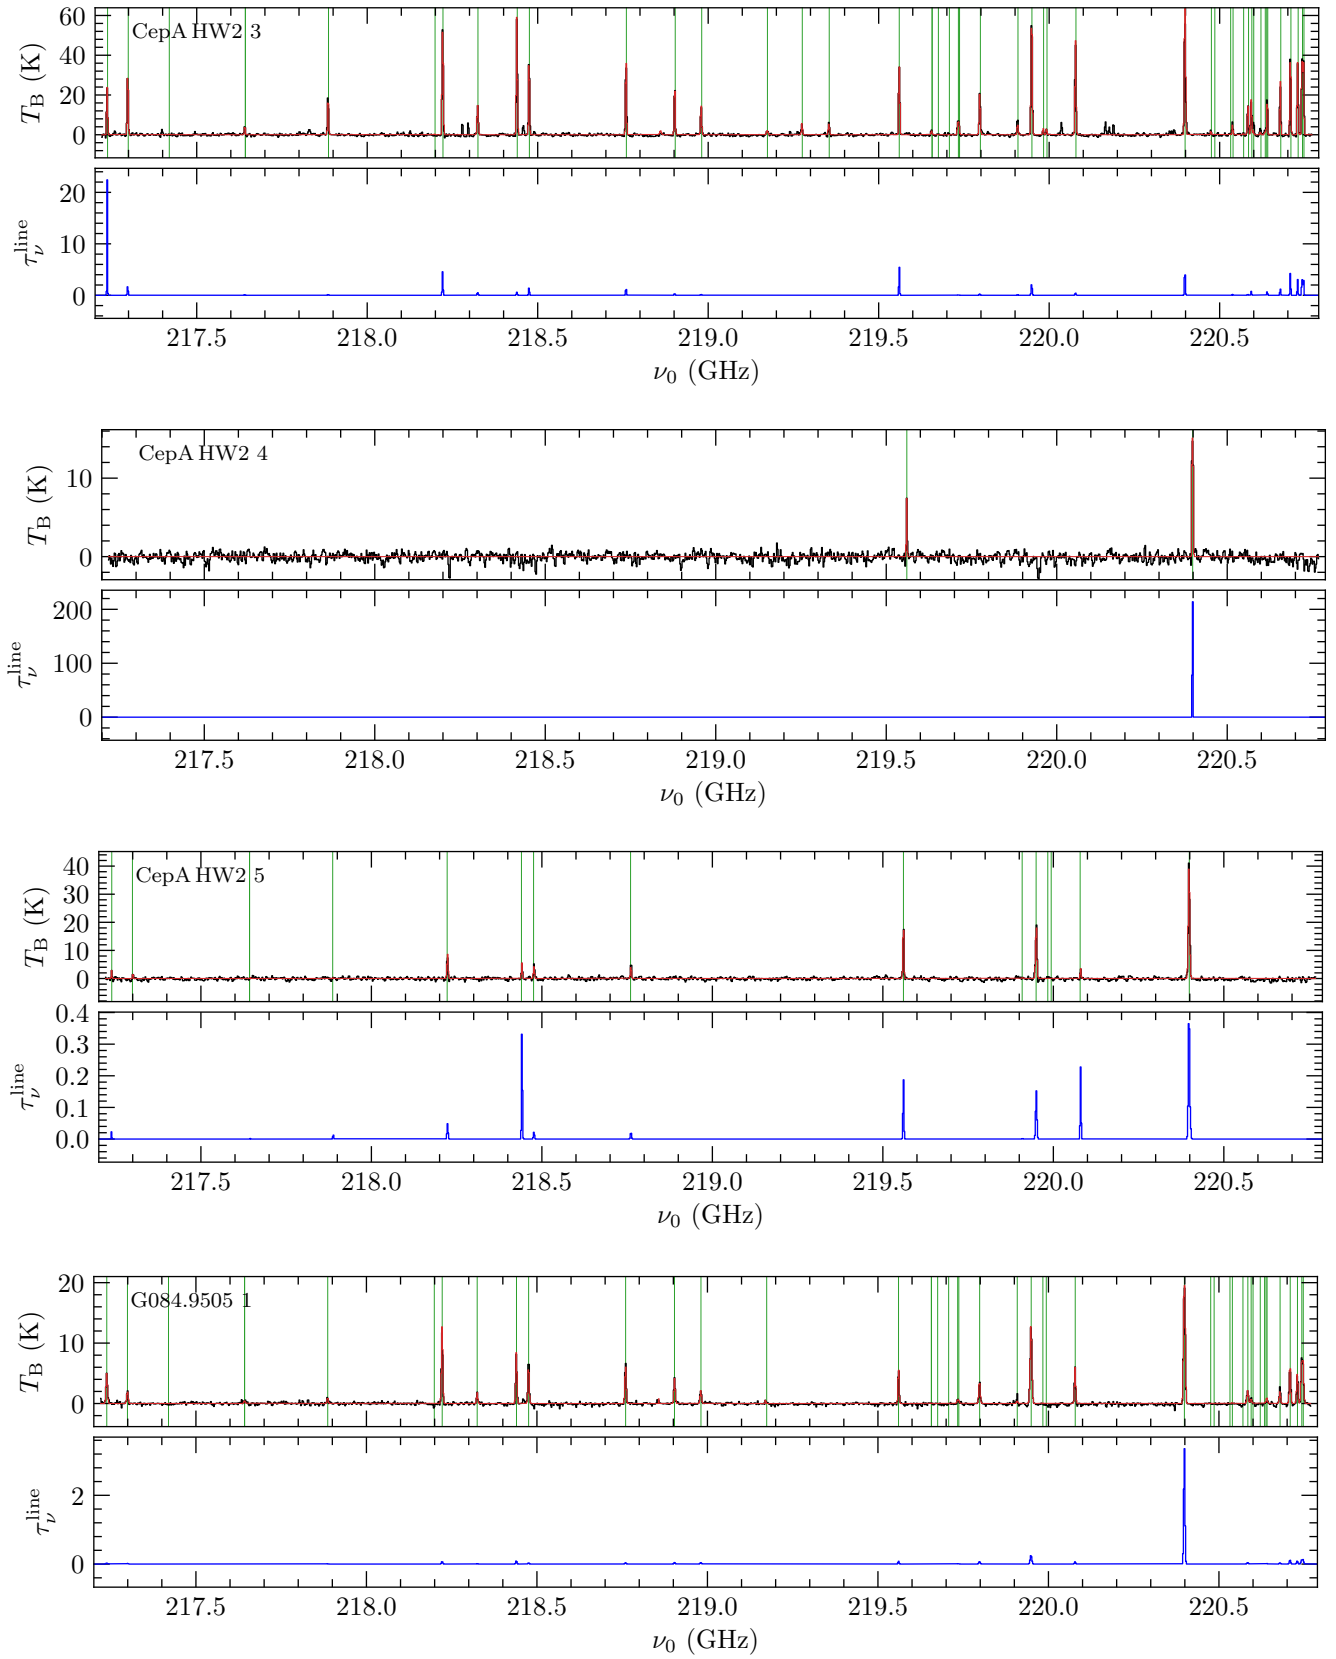 CepA HW2 3
T_B (K)
60
40
20
0
τ_ν^line
20
10
0
217.5 218.0 218.5 219.0 219.5 220.0 220.5
ν_0 (GHz)
CepA HW2 4
T_B (K)
10
0
τ_ν^line
200
100
0
217.5 218.0 218.5 219.0 219.5 220.0 220.5
ν_0 (GHz)
CepA HW2 5
T_B (K)
40
30
20
10
0
τ_ν^line
0.4
0.3
0.2
0.1
0.0
217.5 218.0 218.5 219.0 219.5 220.0 220.5
ν_0 (GHz)
G084.9505 1
T_B (K)
20
10
0
τ_ν^line
2
0
217.5 218.0 218.5 219.0 219.5 220.0 220.5
ν_0 (GHz)